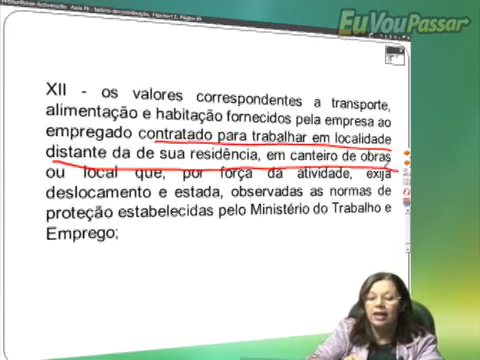 EuVouPassar
XII - os valores correspondentes a transporte,
alimentação e habitação fornecidos pela empresa ao
empregado contratado para trabalhar em localidade
distante da de sua residência, em canteiro de obras
ou local que, por força da atividade, exija
deslocamento e estada, observadas as normas de
proteção estabelecidas pelo Ministério do Trabalho e
Emprego;